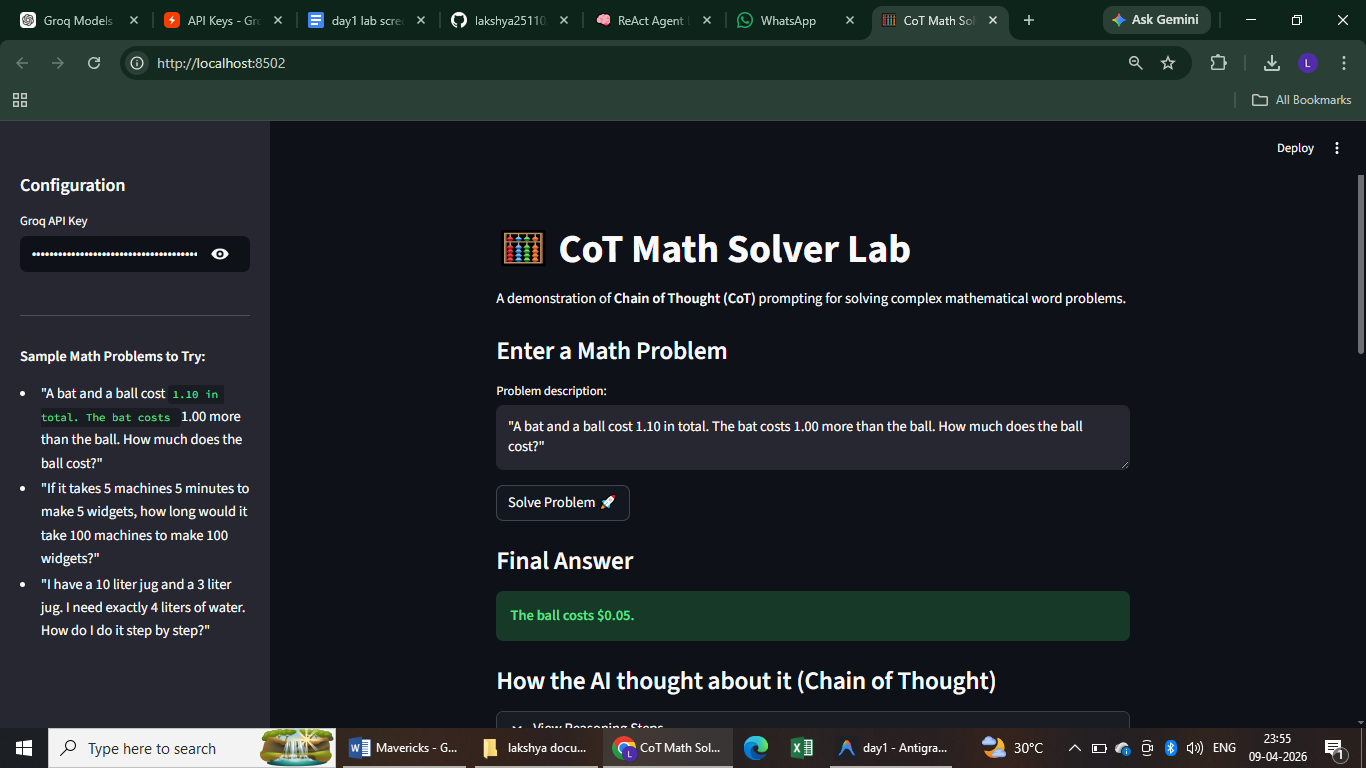 Groq Models
API Keys - Gro
day1 lab scre
lakshya25110
ReAct Agent L
WhatsApp
CoT Math Sol
Ask Gemini
http://localhost:8502
L
All Bookmarks
Deploy
Configuration
Groq API Key
Sample Math Problems to Try:
"A bat and a ball cost 1.10 in
total. The bat costs 1.00 more
than the ball. How much does the
ball cost?"
"If it takes 5 machines 5 minutes to
make 5 widgets, how long would it
take 100 machines to make 100
widgets?"
"I have a 10 liter jug and a 3 liter
jug. I need exactly 4 liters of water.
How do I do it step by step?"
CoT Math Solver Lab
A demonstration of Chain of Thought (CoT) prompting for solving complex mathematical word problems.
Enter a Math Problem
Problem description:
"A bat and a ball cost 1.10 in total. The bat costs 1.00 more than the ball. How much does the ball
cost?"
Solve Problem 🚀
Final Answer
The ball costs $0.05.
How the AI thought about it (Chain of Thought)
View Reasoning Steps
Type here to search
Mavericks - G...
lakshya docu...
CoT Math Sol...
day1 - Antigra...
30°C
ENG
23:55
09-04-2026
1